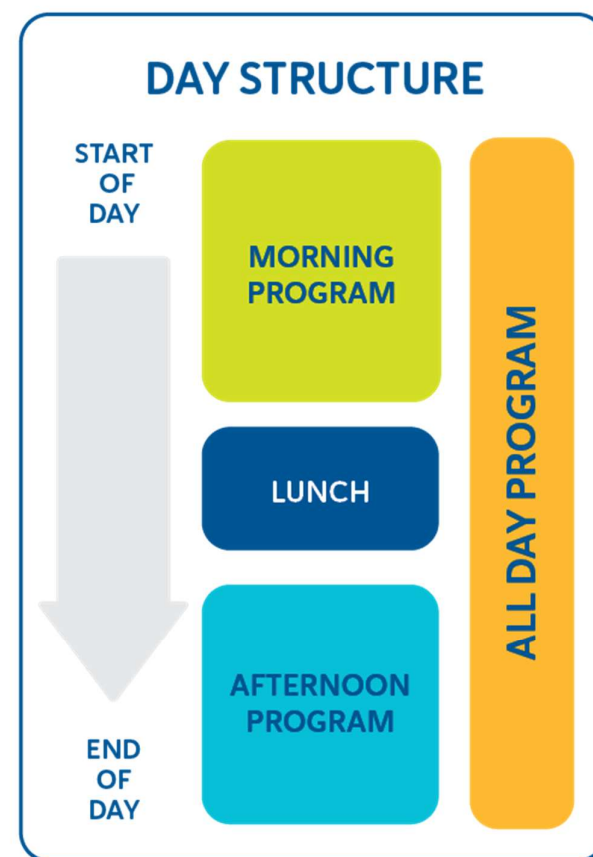 DAY STRUCTURE
START
OF
DAY
MORNING
PROGRAM
LUNCH
AFTERNOON
PROGRAM
END
OF
DAY
ALL DAY PROGRAM